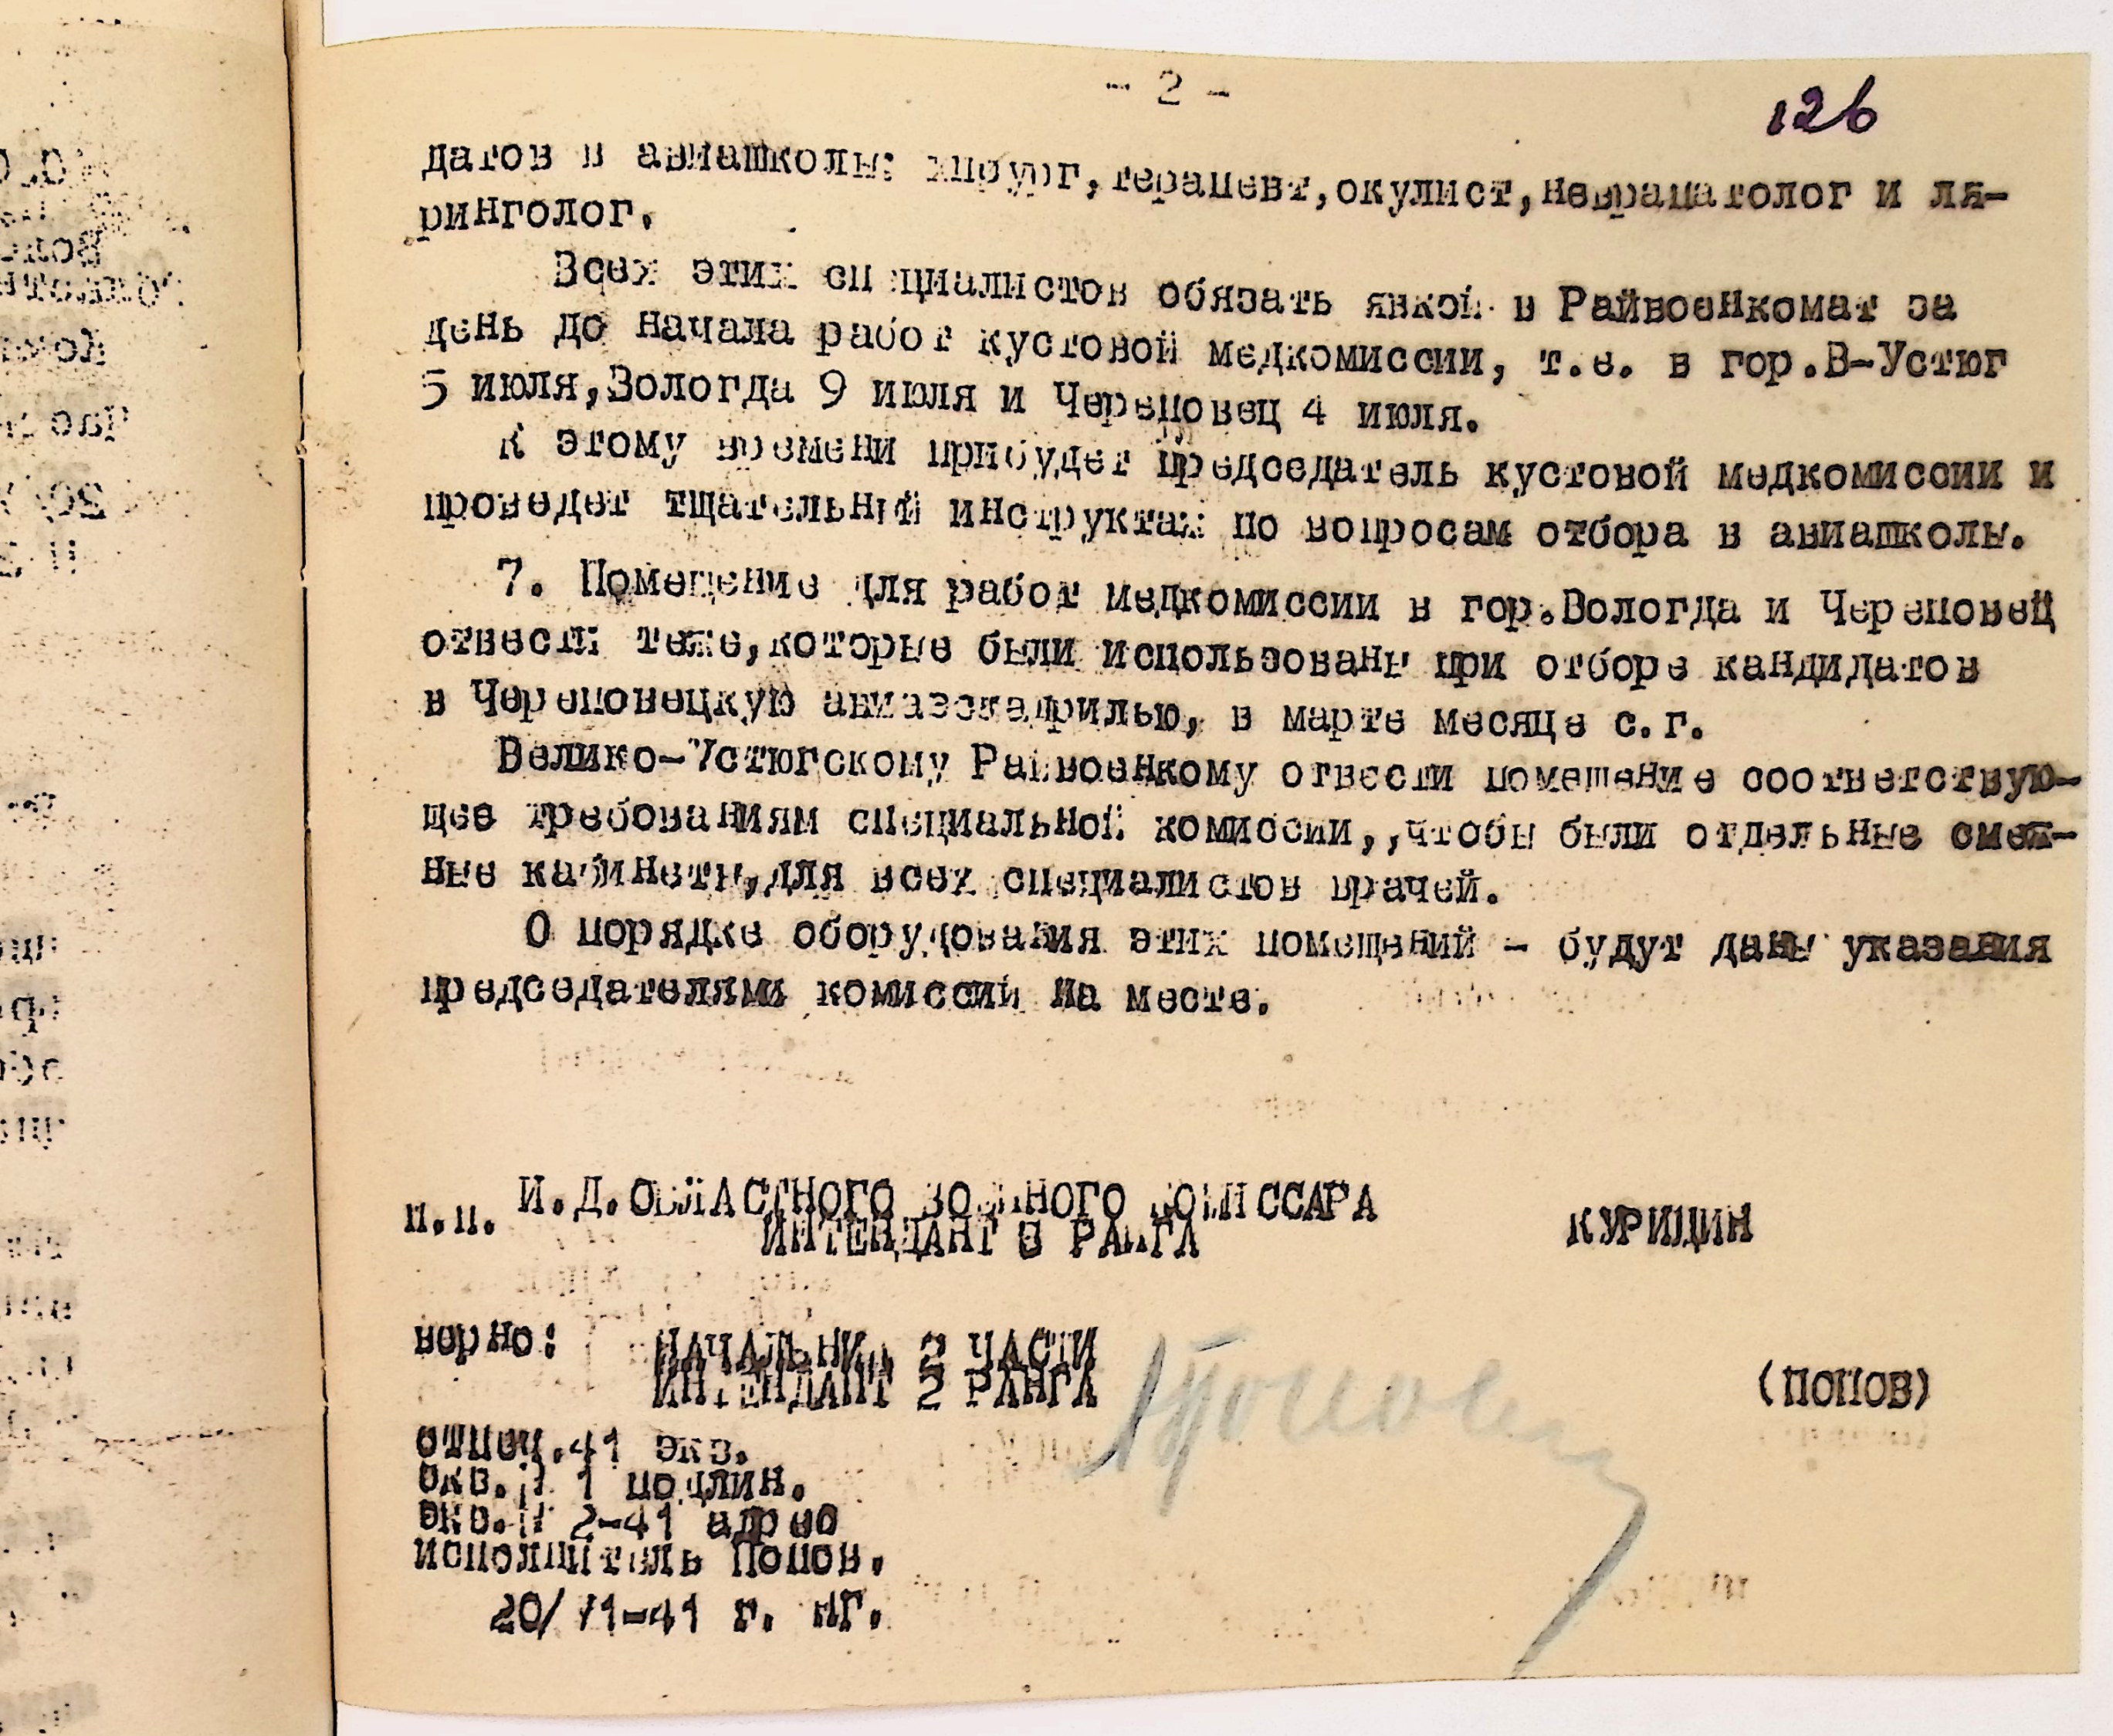 - 2 -
126
датов в авиашколы: хирург, терапевт, окулист, невропатолог и ля-
ринголог.
Всех этих специалистов обязать явкой в Райвоенкомат за
день до начала работ кустовой медкомиссии, т.е. в гор.В-Устюг
5 июля, Вологда 9 июля и Череповец 4 июля.
К этому времени прибудет председатель кустовой медкомиссии и
проведет тщательный инструктаж по вопросам отбора в авиашколы.
7. Помещение для работ медкомиссии в гор.Вологда и Череповец
отвести теже, которые были использованы при отборе кандидатов
в Череповецкую авиаэскадрилью, в марте месяце с.г.
Велико-Устюгскому Райвоенкому отвести помещение соответствую-
щее требованиям специальной комиссии,,чтобы были отдельные смеж-
ные кабинеты, для всех специалистов врачей.
О порядке оборудования этих помещений - будут даны указания
председателями комиссий на месте.
п.п. И.Д.ОБЛАСТНОГО ВОЕННОГО КОМИССАРА
ИНТЕНДАНТ 3 РАНГА КУРИЦИН
верно: НАЧАЛЬНИК 2 ЧАСТИ
ИНТЕНДАНТ 2 РАНГА Попов (ПОПОВ)
отпеч.41 экз.
экз.№ 1 подлин.
экз.№ 2-41 адрес
исполнитель Попов.
20/У1-41 г. нг.